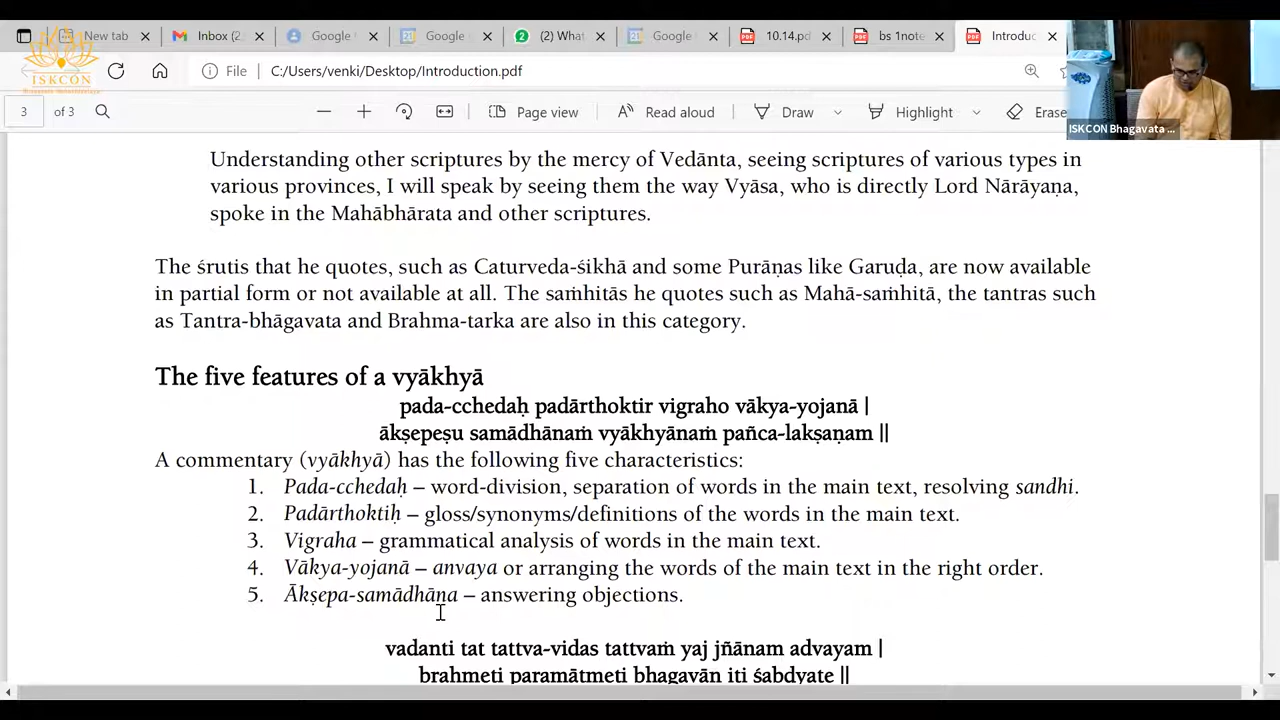 New tab
Inbox (2
Google
Google
(2) What
Google
10.14.pd
bs 1note
Introduc
ISKCON
File
C:/Users/venki/Desktop/Introduction.pdf
3 of 3
Page view
Read aloud
Draw
Highlight
Erase
ISKCON Bhagavata ...
Understanding other scriptures by the mercy of Vedānta, seeing scriptures of various types in
various provinces, I will speak by seeing them the way Vyāsa, who is directly Lord Nārāyaṇa,
spoke in the Mahābhārata and other scriptures.
The śrutis that he quotes, such as Caturveda-śikhā and some Purāṇas like Garuḍa, are now available
in partial form or not available at all. The saṁhitās he quotes such as Mahā-saṁhitā, the tantras such
as Tantra-bhāgavata and Brahma-tarka are also in this category.
The five features of a vyākhyā
pada-cchedaḥ padārthoktir vigraho vākya-yojanā |
ākṣepeṣu samādhānaṁ vyākhyānaṁ pañca-lakṣaṇam ||
A commentary (vyākhyā) has the following five characteristics:
1. Pada-cchedaḥ – word-division, separation of words in the main text, resolving sandhi.
2. Padārthoktiḥ – gloss/synonyms/definitions of the words in the main text.
3. Vigraha – grammatical analysis of words in the main text.
4. Vākya-yojanā – anvaya or arranging the words of the main text in the right order.
5. Ākṣepa-samādhāna – answering objections.
vadanti tat tattva-vidas tattvaṁ yaj jñānam advayam |
brahmeti paramātmeti bhagavān iti śabdyate ||